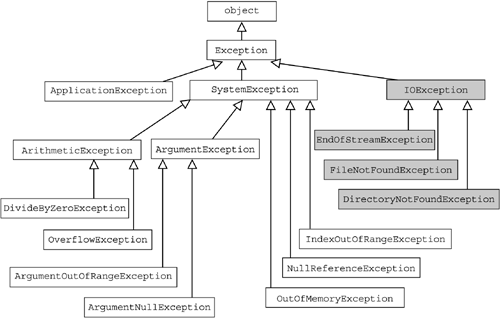 object
Exception
ApplicationException
SystemException
IOException
ArithmeticException
ArgumentException
EndOfStreamException
FileNotFoundException
DirectoryNotFoundException
DivideByZeroException
OverflowException
IndexOutOfRangeException
ArgumentOutOfRangeException
NullReferenceException
ArgumentNullException
OutOfMemoryException